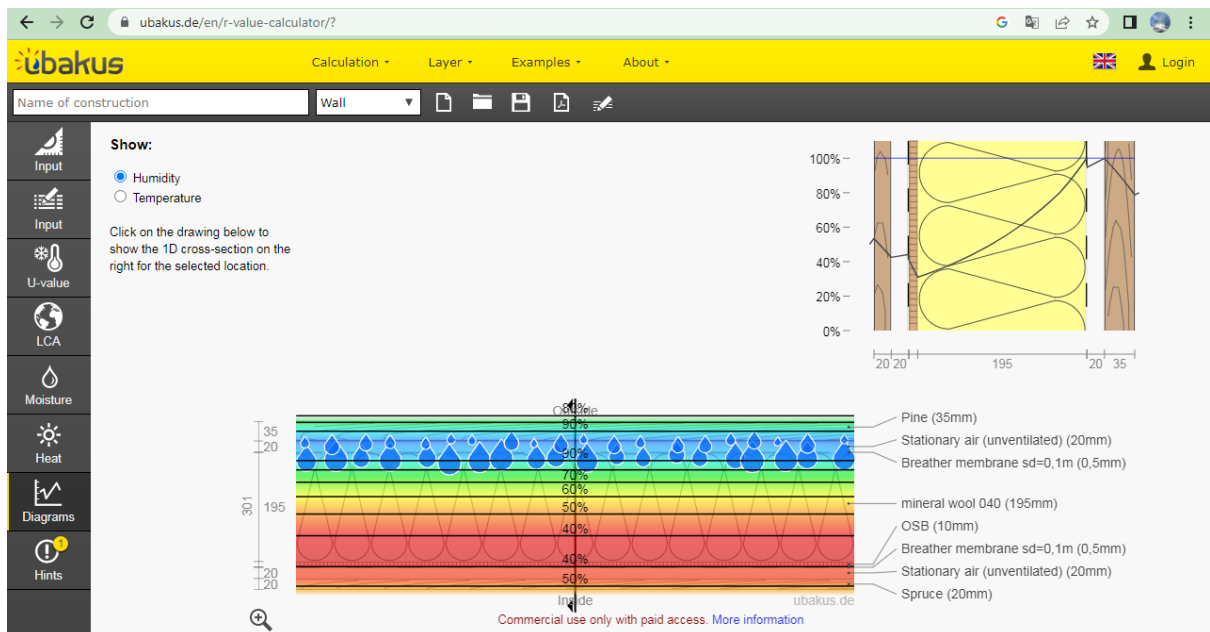 ubakus.de/en/r-value-calculator/?
ubakus
Calculation
Layer
Examples
About
Login
Name of construction
Wall
Input
Input
U-value
LCA
Moisture
Heat
Diagrams
1
Hints
Show:
Humidity
Temperature
Click on the drawing below to
show the 1D cross-section on the
right for the selected location.
100%
80%
60%
40%
20%
0%
20 20 195 20 35
Outside
80%
90%
90%
70%
60%
50%
40%
40%
50%
Inside
35
20
301
195
20
20
Pine (35mm)
Stationary air (unventilated) (20mm)
Breather membrane sd=0,1m (0,5mm)
mineral wool 040 (195mm)
OSB (10mm)
Breather membrane sd=0,1m (0,5mm)
Stationary air (unventilated) (20mm)
Spruce (20mm)
ubakus.de
Commercial use only with paid access. More information